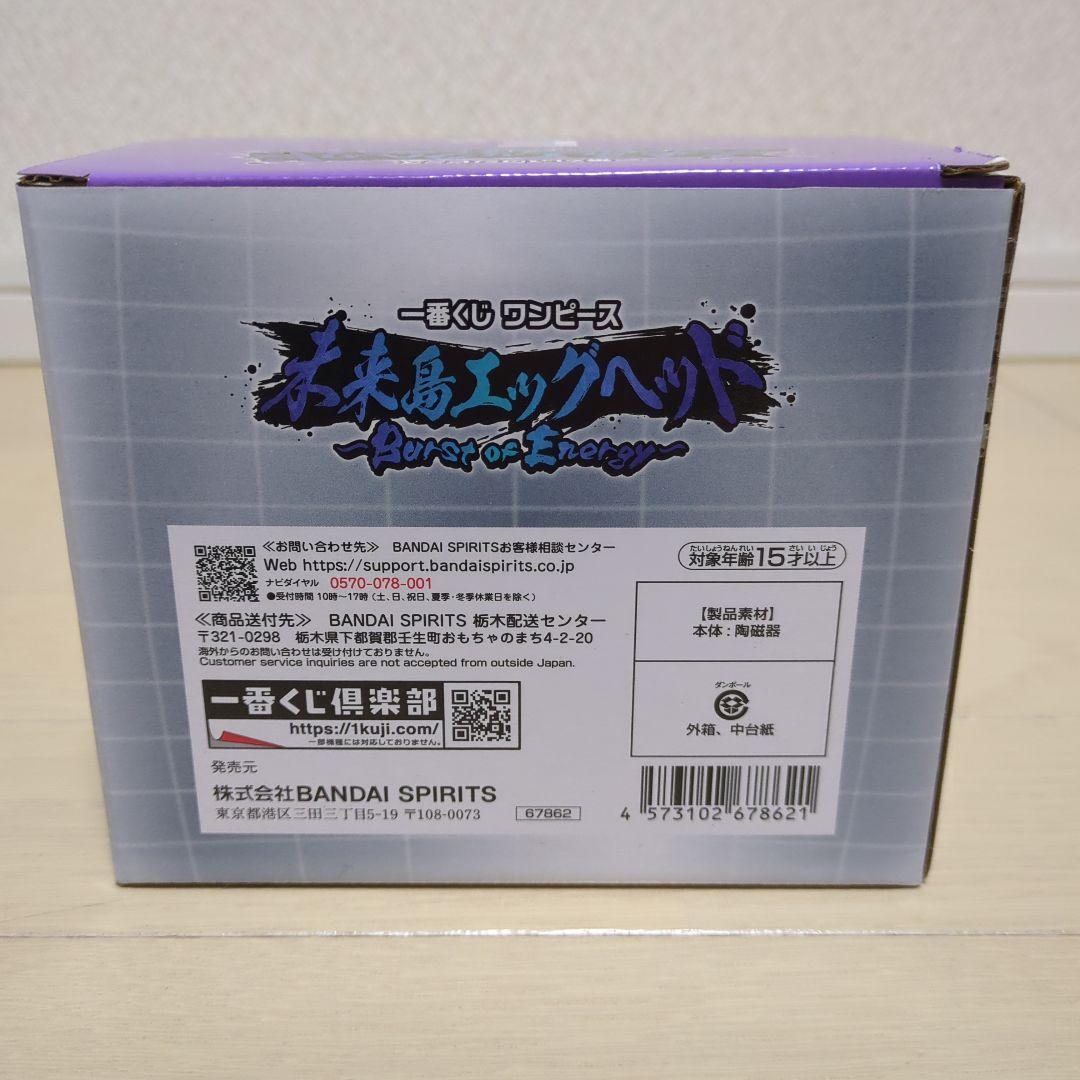 一番くじ ワンピース
未来島エッグヘッド
~Burst of Energy~
≪お問い合わせ先≫ BANDAI SPIRITSお客様相談センター
Web https://support.bandaispirits.co.jp
ナビダイヤル 0570-078-001
●受付時間 10時～17時(土、日、祝日、夏季・冬季休業日を除く)
≪商品送付先≫ BANDAI SPIRITS 栃木配送センター
〒321-0298 栃木県下都賀郡壬生町おもちゃのまち4-2-20
海外からのお問い合わせは受け付けておりません。
Customer service inquiries are not accepted from outside Japan.
一番くじ倶楽部
https://1kuji.com/
一部機種には対応しておりません。
発売元
株式会社BANDAI SPIRITS
東京都港区三田三丁目5-19 〒108-0073
67862
たいしょうねんれい さい いじょう
対象年齢15才以上
【製品素材】
本体:陶磁器
ダンボール
外箱、中台紙
4 573102 678621